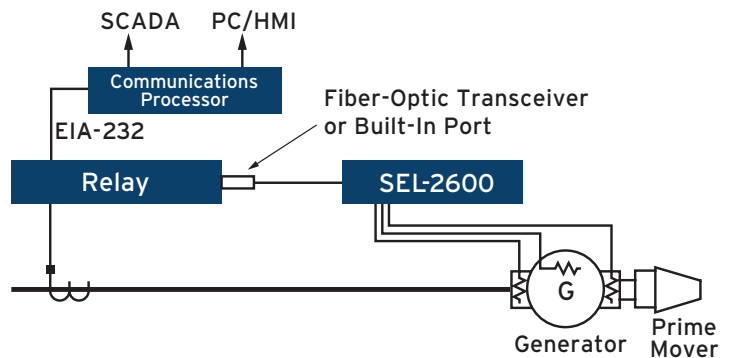 SCADA
PC/HMI
Communications
Processor
EIA-232
Fiber-Optic Transceiver
or Built-In Port
Relay
SEL-2600
G
Generator
Prime
Mover